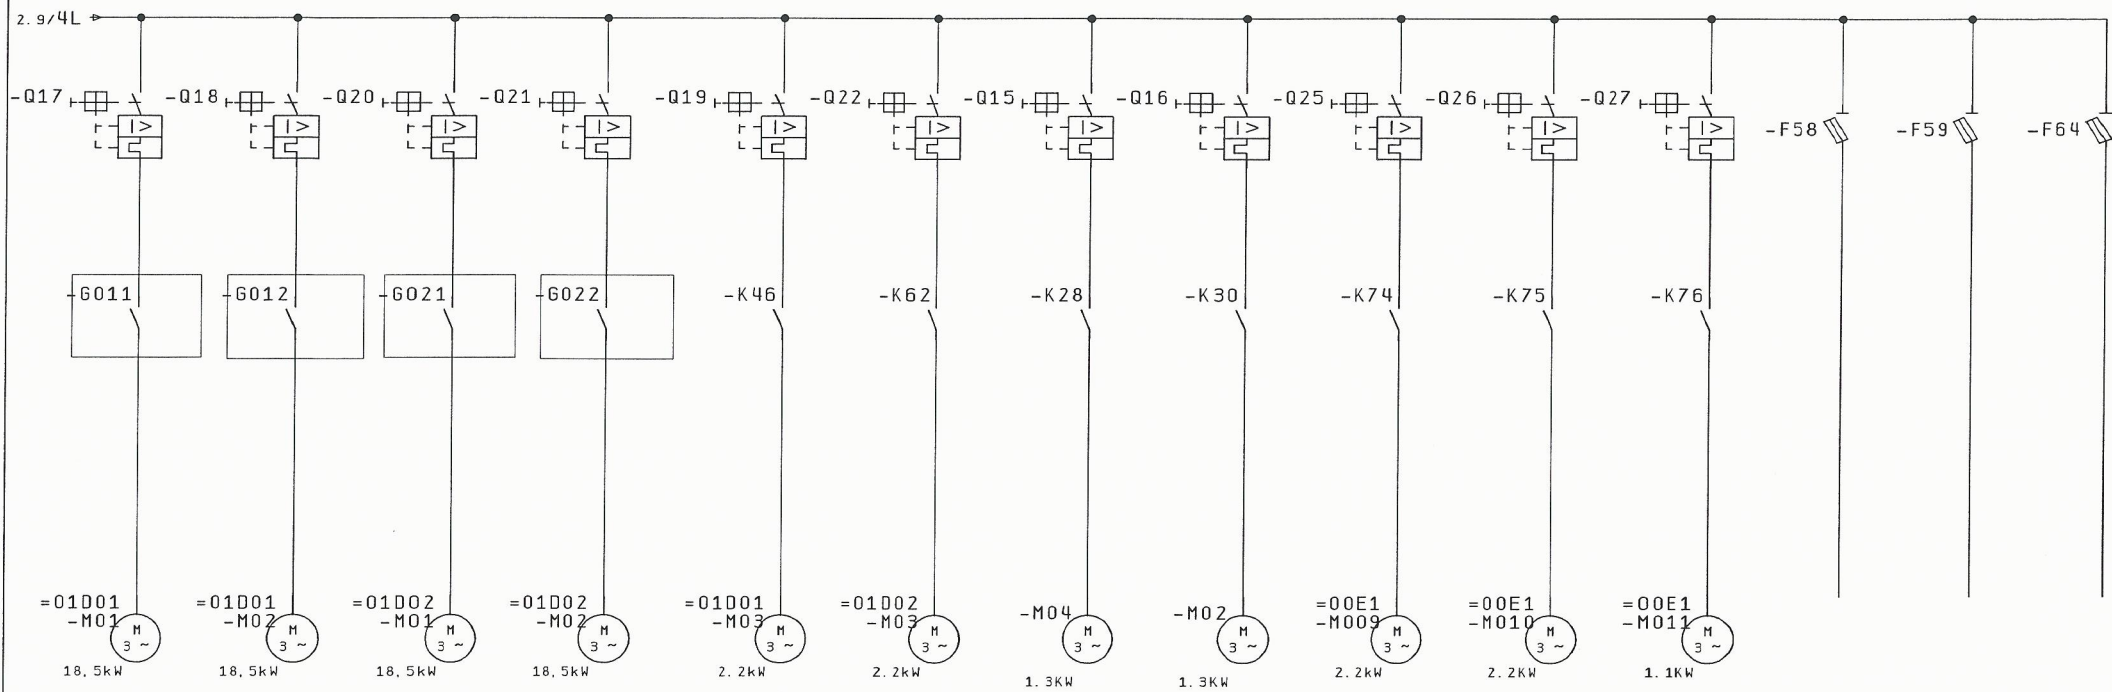 2.9/4L
-Q17 -Q18 -Q20 -Q21 -Q19 -Q22 -Q15 -Q16 -Q25 -Q26 -Q27
I> I> I> I> I> I> I> I> I> I> I>
-F58 -F59 -F64
-G011 -G012 -G021 -G022 -K46 -K62 -K28 -K30 -K74 -K75 -K76
=01D01 =01D01 =01D02 =01D02 =01D01 =01D02 =00E1 =00E1 =00E1
-M01 -M02 -M01 -M02 -M03 -M03 -M04 -M02 -M009 -M010 -M011
M M M M M M M M M M M
3 ~ 3 ~ 3 ~ 3 ~ 3 ~ 3 ~ 3 ~ 3 ~ 3 ~ 3 ~ 3 ~
18,5kW 18,5kW 18,5kW 18,5kW 2.2kW 2.2kW 1.3KW 1.3KW 2.2kW 2.2KW 1.1KW